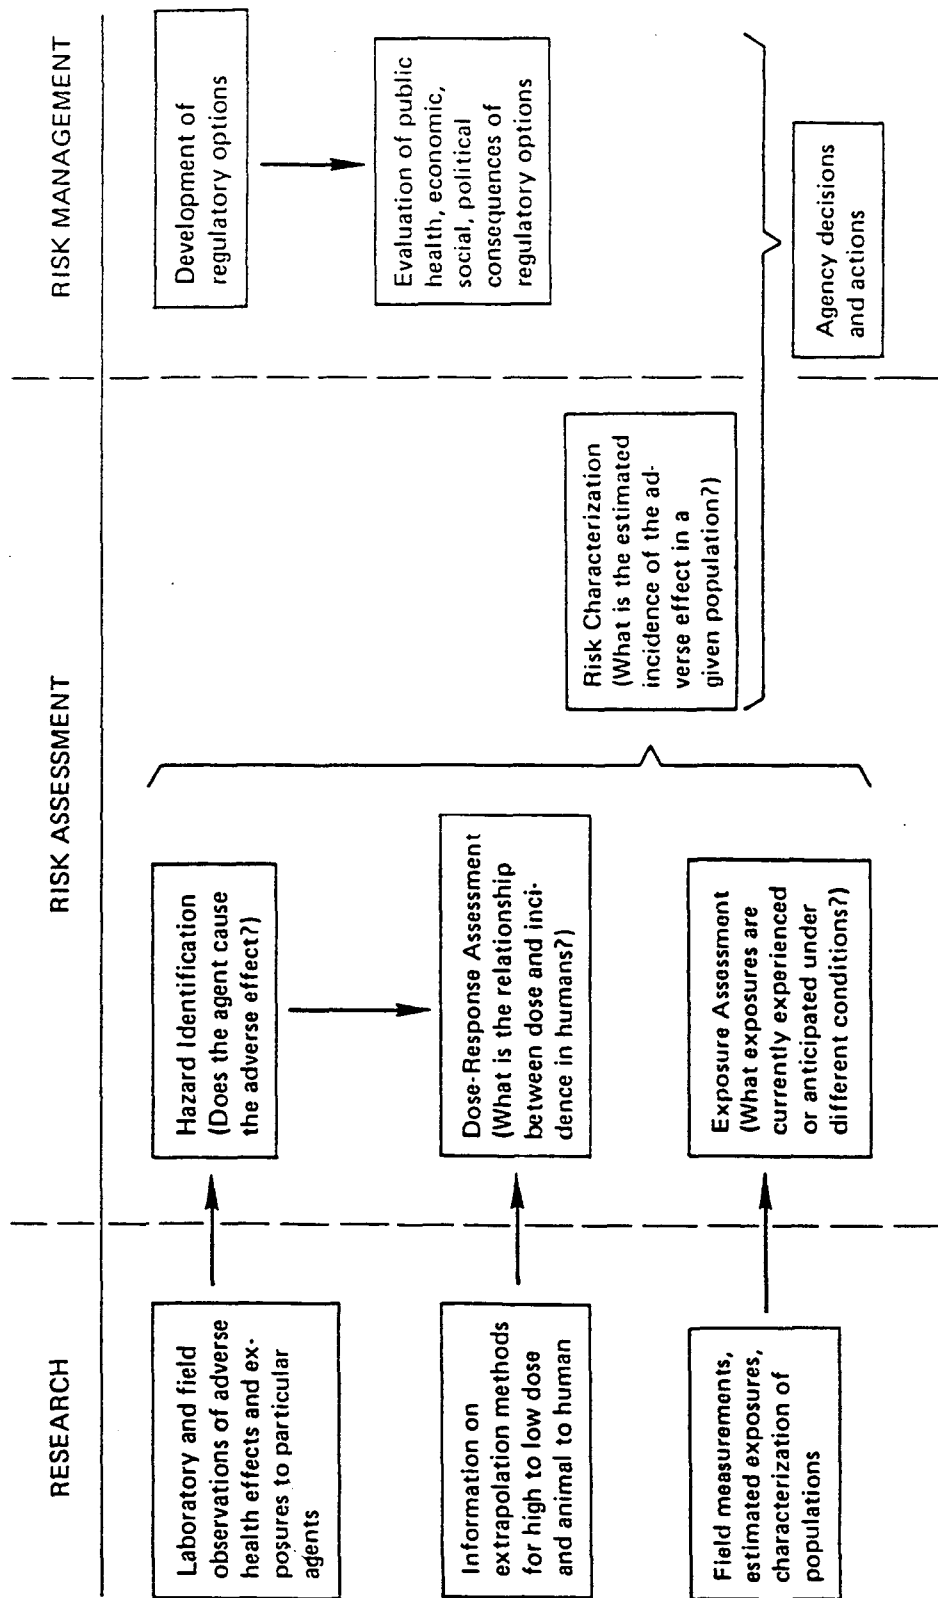 RESEARCH
RISK ASSESSMENT
RISK MANAGEMENT
Laboratory and field
observations of adverse
health effects and ex-
posures to particular
agents
Information on
extrapolation methods
for high to low dose
and animal to human
Field measurements,
estimated exposures,
characterization of
populations
Hazard Identification
(Does the agent cause
the adverse effect?)
Dose-Response Assessment
(What is the relationship
between dose and inci-
dence in humans?)
Exposure Assessment
(What exposures are
currently experienced
or anticipated under
different conditions?)
Risk Characterization
(What is the estimated
incidence of the ad-
verse effect in a
given population?)
Development of
regulatory options
Evaluation of public
health, economic,
social, political
consequences of
regulatory options
Agency decisions
and actions